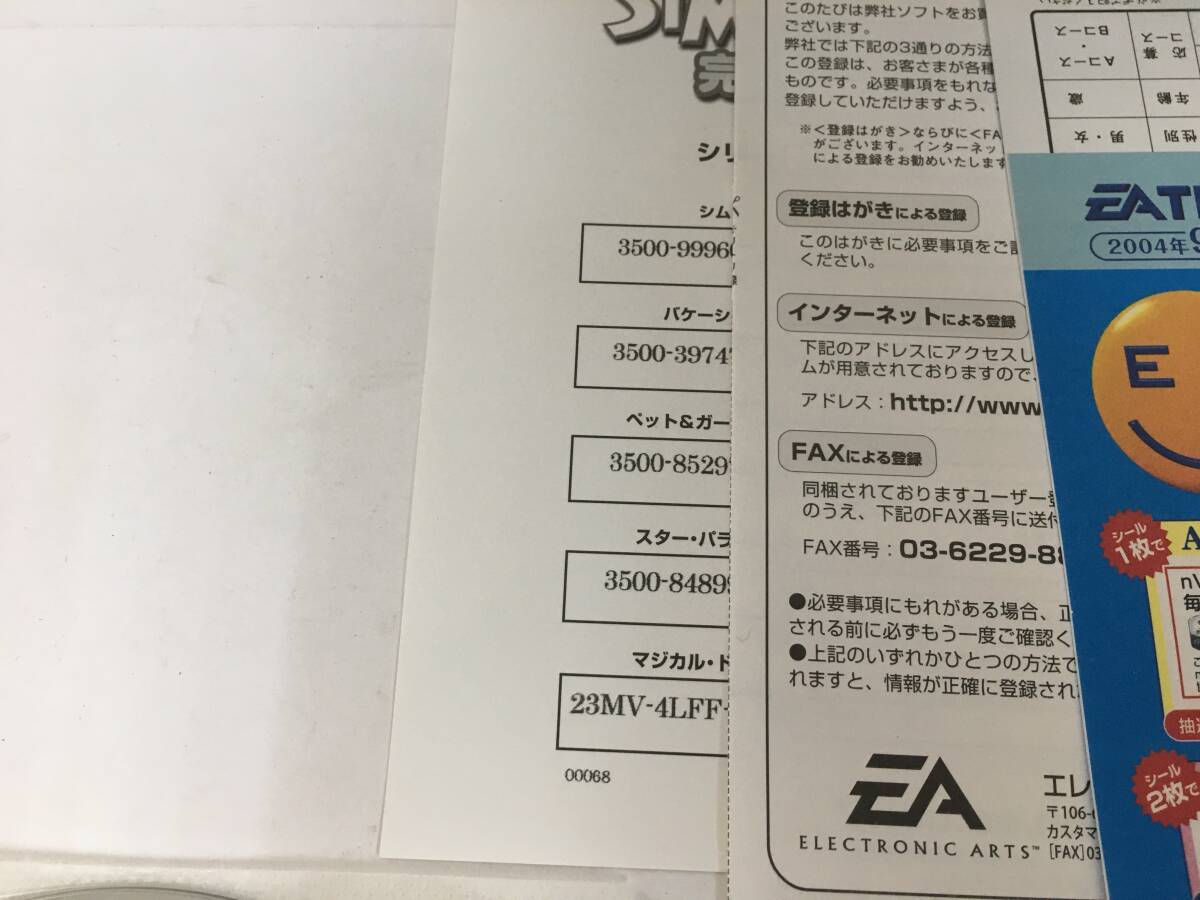 SIM
完
シリ
シム
3500-9996
バケーシ
3500-3974
ペット&ガー
3500-8529
スター・パラ
3500-8489
マジカル・ド
23MV-4LFF-
00068
このたびは弊社ソフトをお買
ございます。
弊社では下記の3通りの方法
この登録は、お客さまが各種
ものです。必要事項をもれな
登録していただけますよう、
※<登録はがき>ならびに<FA
がございます。インターネッ
による登録をお勧めいたします
登録はがきによる登録
このはがきに必要事項をご記
ください。
インターネットによる登録
下記のアドレスにアクセスし
ムが用意されておりますので、
アドレス:http://www
FAXによる登録
同梱されておりますユーザー登
のうえ、下記のFAX番号に送付
FAX番号:03-6229-8
●必要事項にもれがある場合、正
される前に必ずもう一度ご確認く
●上記のいずれかひとつの方法で
れますと、情報が正確に登録され
EA
ELECTRONIC ARTS™
エレ
〒106-
カスタマ
[FAX]03
応募コース
Aコース・Bコース
年齢
歳
性別
男・女
EA
2004年9
E
シール1枚で
A
毎
抽選
シール2枚で